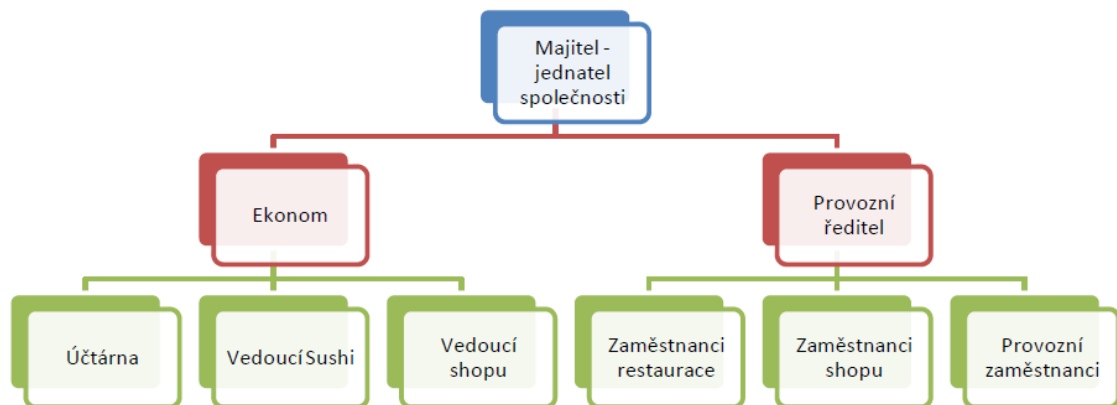 Majitel -
jednatel
společnosti
Ekonom
Provozní
ředitel
Účtárna
Vedoucí Sushi
Vedoucí
shopu
Zaměstnanci
restaurace
Zaměstnanci
shopu
Provozní
zaměstnanci